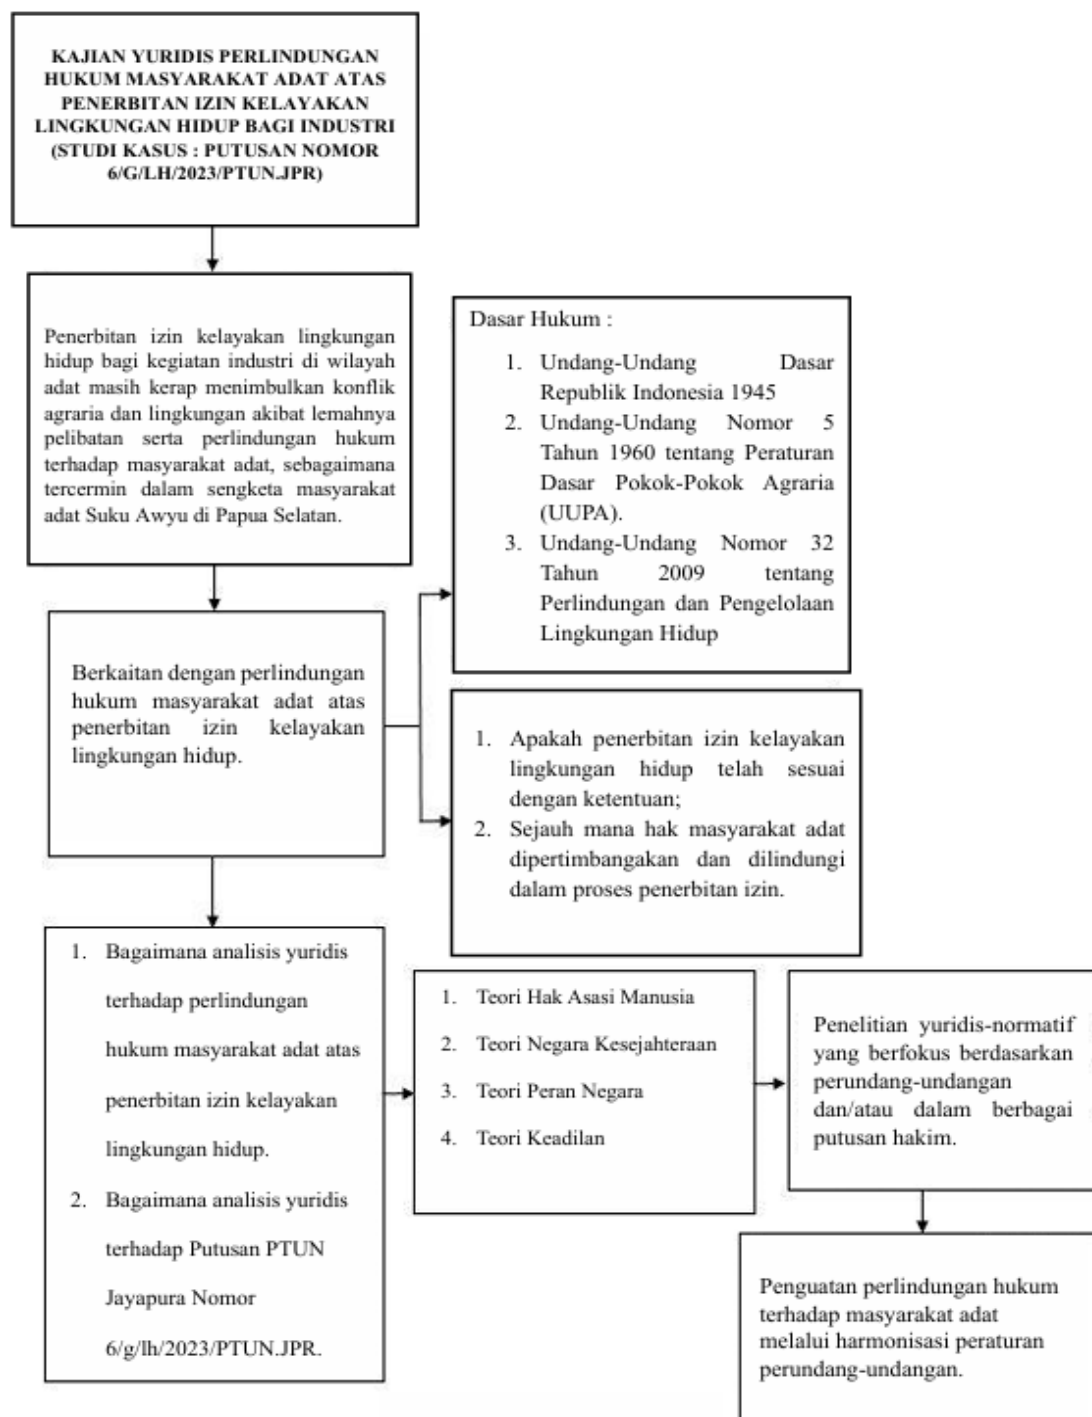 KAJIAN YURIDIS PERLINDUNGAN
HUKUM MASYARAKAT ADAT ATAS
PENERBITAN IZIN KELAYAKAN
LINGKUNGAN HIDUP BAGI INDUSTRI
(STUDI KASUS : PUTUSAN NOMOR
6/G/LH/2023/PTUN.JPR)
Penerbitan izin kelayakan lingkungan
hidup bagi kegiatan industri di wilayah
adat masih kerap menimbulkan konflik
agraria dan lingkungan akibat lemahnya
pelibatan serta perlindungan hukum
terhadap masyarakat adat, sebagaimana
tercermin dalam sengketa masyarakat
adat Suku Awyu di Papua Selatan.
Dasar Hukum :
1. Undang-Undang Dasar
Republik Indonesia 1945
2. Undang-Undang Nomor 5
Tahun 1960 tentang Peraturan
Dasar Pokok-Pokok Agraria
(UUPA).
3. Undang-Undang Nomor 32
Tahun 2009 tentang
Perlindungan dan Pengelolaan
Lingkungan Hidup
Berkaitan dengan perlindungan
hukum masyarakat adat atas
penerbitan izin kelayakan
lingkungan hidup.
1. Apakah penerbitan izin kelayakan
lingkungan hidup telah sesuai
dengan ketentuan;
2. Sejauh mana hak masyarakat adat
dipertimbangakan dan dilindungi
dalam proses penerbitan izin.
1. Bagaimana analisis yuridis
terhadap perlindungan
hukum masyarakat adat atas
penerbitan izin kelayakan
lingkungan hidup.
2. Bagaimana analisis yuridis
terhadap Putusan PTUN
Jayapura Nomor
6/g/lh/2023/PTUN.JPR.
1. Teori Hak Asasi Manusia
2. Teori Negara Kesejahteraan
3. Teori Peran Negara
4. Teori Keadilan
Penelitian yuridis-normatif
yang berfokus berdasarkan
perundang-undangan
dan/atau dalam berbagai
putusan hakim.
Penguatan perlindungan hukum
terhadap masyarakat adat
melalui harmonisasi peraturan
perundang-undangan.